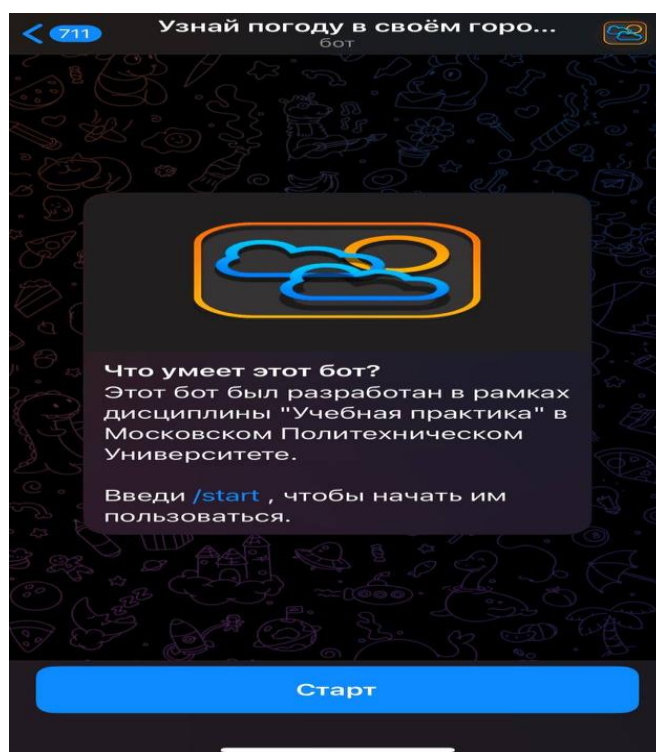 711
Узнай погоду в своём горо...
бот
Что умеет этот бот?
Этот бот был разработан в рамках
дисциплины "Учебная практика" в
Московском Политехническом
Университете.
Введи /start , чтобы начать им
пользоваться.
Старт